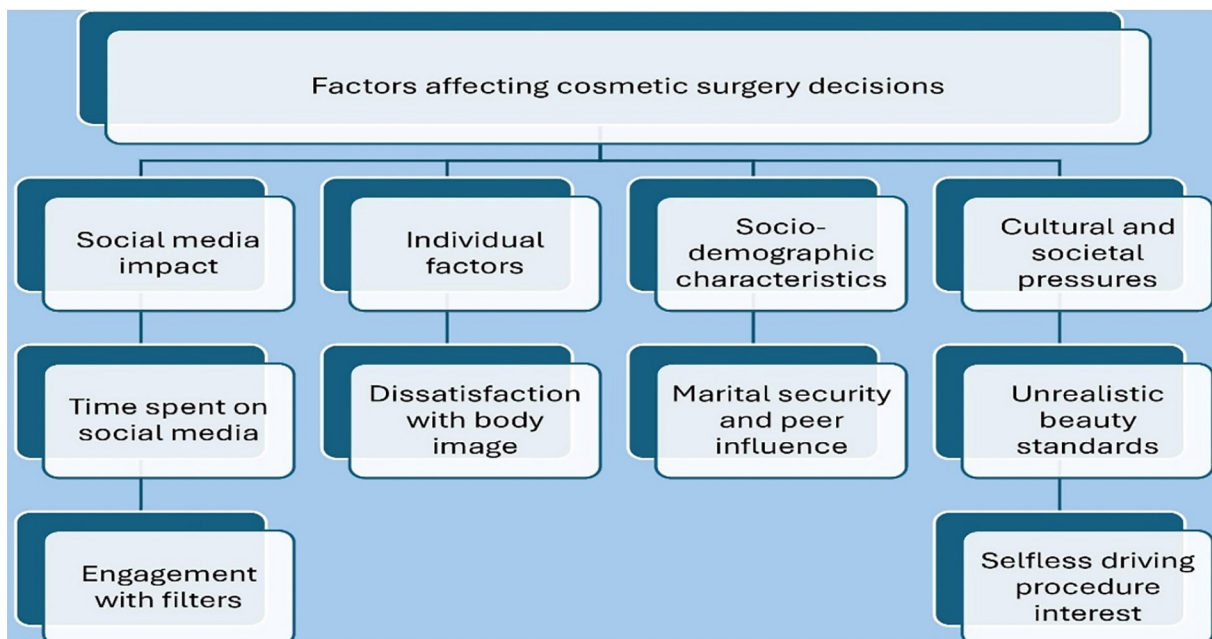 Factors affecting cosmetic surgery decisions
Social media
impact
Individual
factors
Socio-
demographic
characteristics
Cultural and
societal
pressures
Time spent on
social media
Dissatisfaction
with body
image
Marital security
and peer
influence
Unrealistic
beauty
standards
Engagement
with filters
Selfless driving
procedure
interest